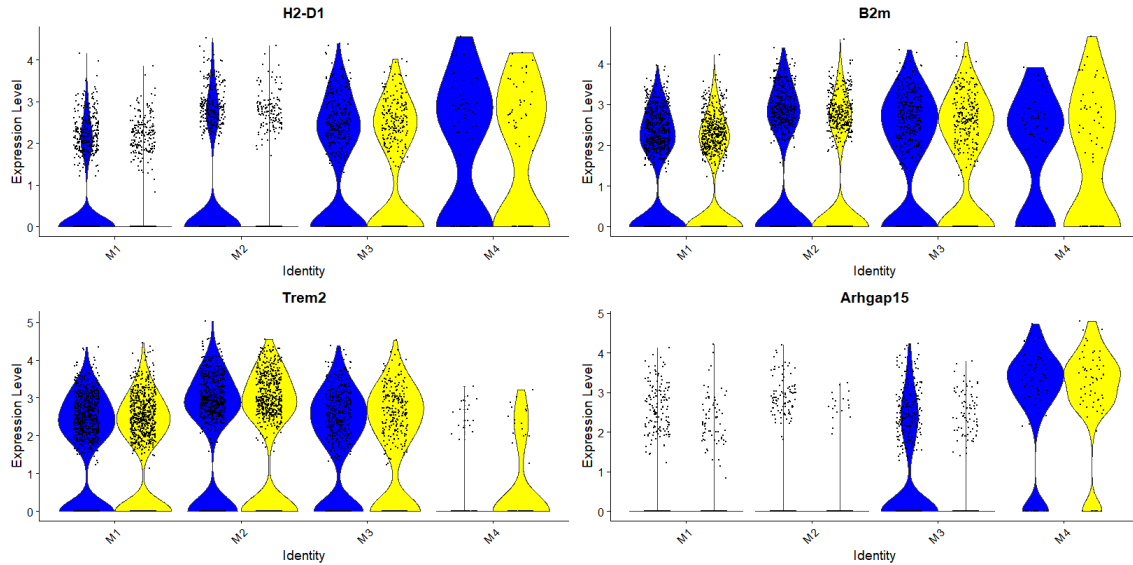 H2-D1
Expression Level
4
3
2
1
0
M1
M2
M3
M4
Identity
B2m
Expression Level
4
3
2
1
0
M1
M2
M3
M4
Identity
Trem2
Expression Level
5
4
3
2
1
0
M1
M2
M3
M4
Identity
Arhgap15
Expression Level
5
4
3
2
1
0
M1
M2
M3
M4
Identity